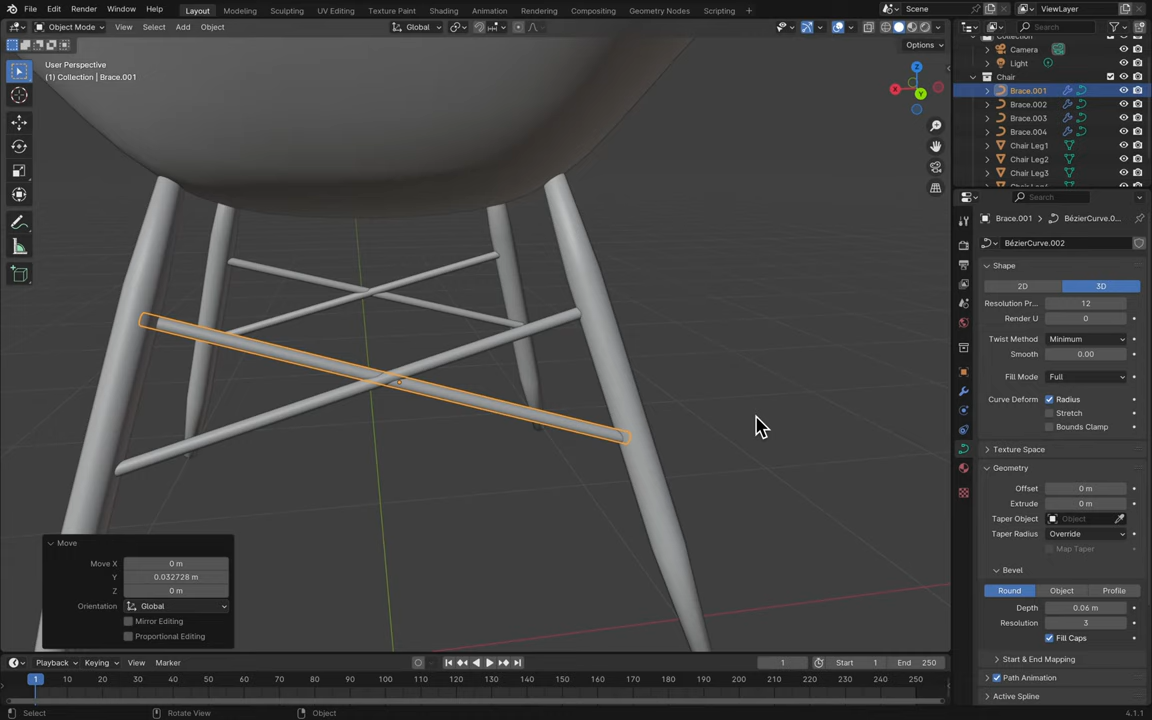 File Edit Render Window Help Layout Modeling Sculpting UV Editing Texture Paint Shading Animation Rendering Compositing Geometry Nodes Scripting Scene ViewLayer
Object Mode View Select Add Object Global
Options
User Perspective
(1) Collection | Brace.001
X
Y
Z
Search
Collection
Camera
Light
Chair
Brace.001
Brace.002
Brace.003
Brace.004
Chair Leg1
Chair Leg2
Chair Leg3
Search
Brace.001 > BézierCurve.0...
BézierCurve.002
Shape
2D 3D
Resolution Pr... 12
Render U 0
Twist Method Minimum
Smooth 0.00
Fill Mode Full
Curve Deform Radius
Stretch
Bounds Clamp
Texture Space
Geometry
Offset 0 m
Extrude 0 m
Taper Object Object
Taper Radius Override
Map Taper
Bevel
Round Object Profile
Depth 0.06 m
Resolution 3
Fill Caps
Start & End Mapping
Path Animation
Active Spline
Move
Move X 0 m
Y 0.032728 m
Z 0 m
Orientation Global
Mirror Editing
Proportional Editing
Playback Keying View Marker 1 Start 1 End 250
1 10 20 30 40 50 60 70 80 90 100 110 120 130 140 150 160 170 180 190 200 210 220 230 240 250
Select Rotate View Object 4.1.1